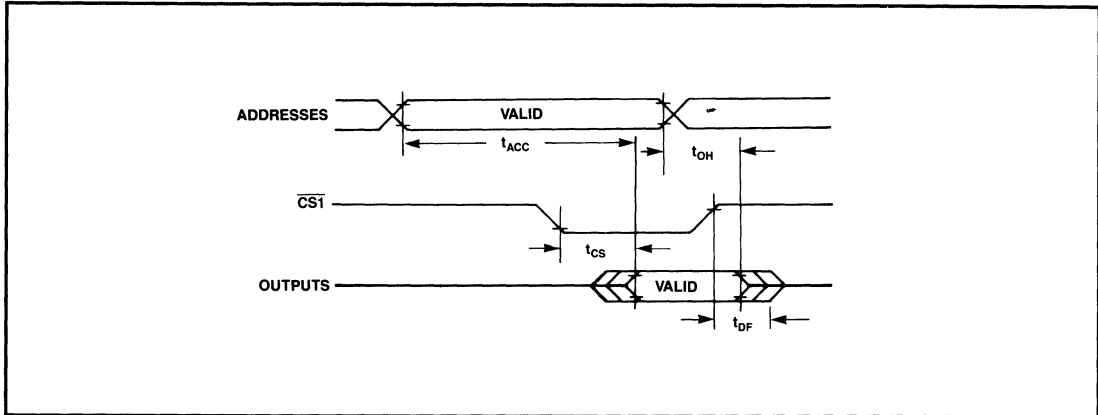 ADDRESSES
VALID
tACC
tOH
CS1
tCS
OUTPUTS
VALID
tDF